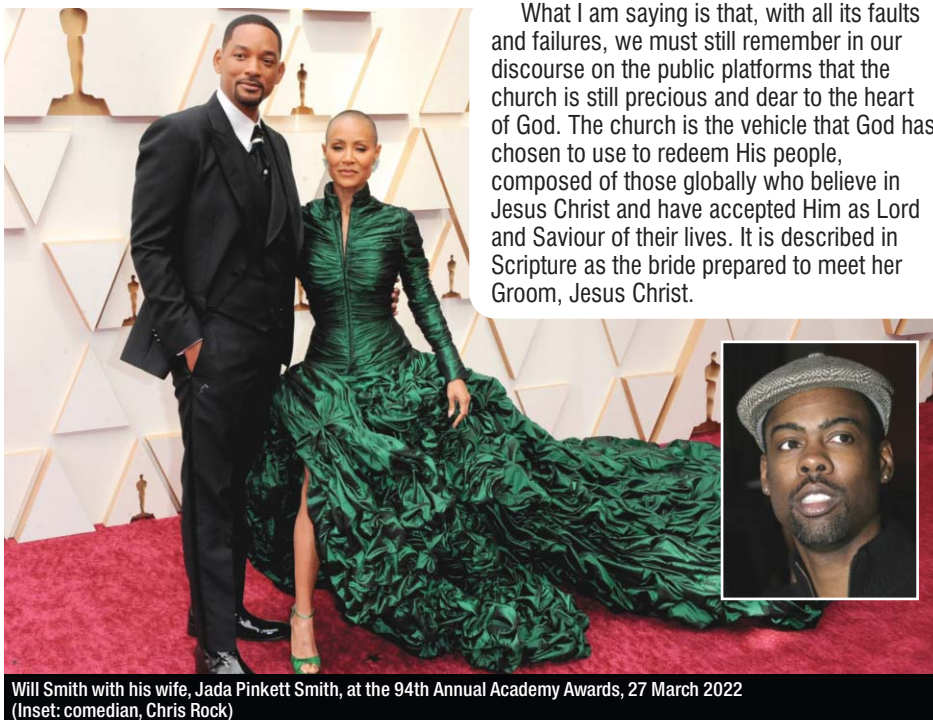 What I am saying is that, with all its faults
and failures, we must still remember in our
discourse on the public platforms that the
church is still precious and dear to the heart
of God. The church is the vehicle that God has
chosen to use to redeem His people,
composed of those globally who believe in
Jesus Christ and have accepted Him as Lord
and Saviour of their lives. It is described in
Scripture as the bride prepared to meet her
Groom, Jesus Christ.
Will Smith with his wife, Jada Pinkett Smith, at the 94th Annual Academy Awards, 27 March 2022
(Inset: comedian, Chris Rock)